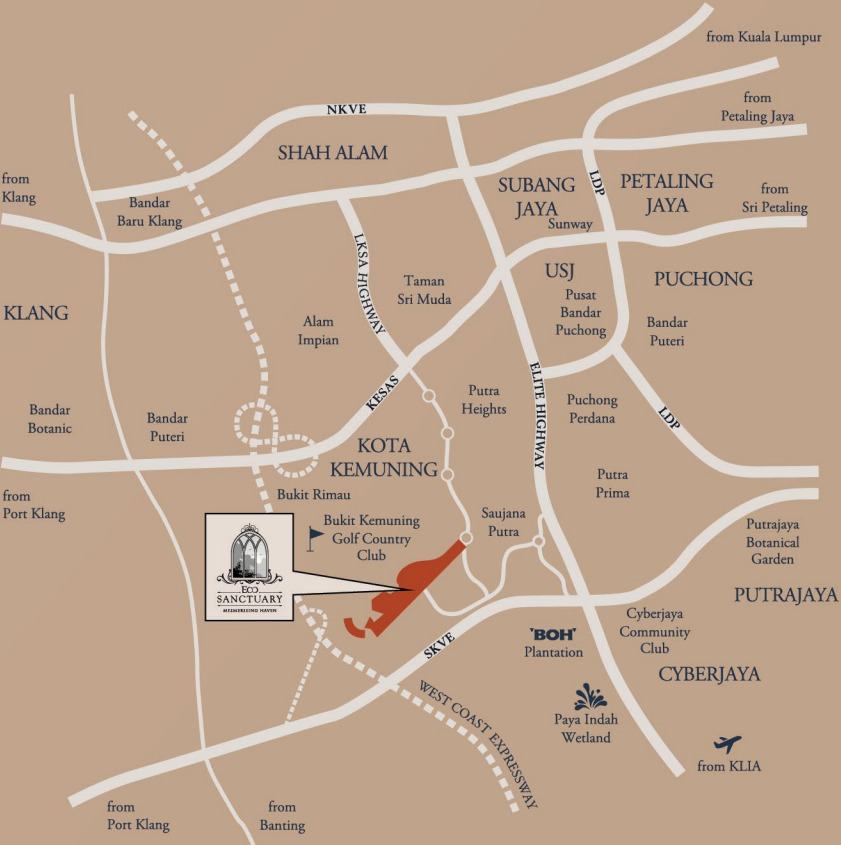 from Kuala Lumpur
from
Petaling Jaya
NKVE
SHAH ALAM
from
Klang
Bandar
Baru Klang
SUBANG
JAYA
LDP
PETALING
JAYA
from
Sri Petaling
Sunway
LKSA HIGHWAY
Taman
Sri Muda
USJ
PUCHONG
Pusat
Bandar
Puchong
Bandar
Puteri
KLANG
Alam
Impian
KESAS
Putra
Heights
ELITE HIGHWAY
Puchong
Perdana
LDP
Bandar
Botanic
Bandar
Puteri
KOTA
KEMUNING
Putra
Prima
from
Port Klang
Bukit Rimau
Bukit Kemuning
Golf Country
Club
Saujana
Putra
Putrajaya
Botanical
Garden
ECO
SANCTUARY
MESMERISING HAVEN
PUTRAJAYA
SKVE
'BOH'
Plantation
Cyberjaya
Community
Club
CYBERJAYA
WEST COAST EXPRESSWAY
Paya Indah
Wetland
from KLIA
from
Port Klang
from
Banting